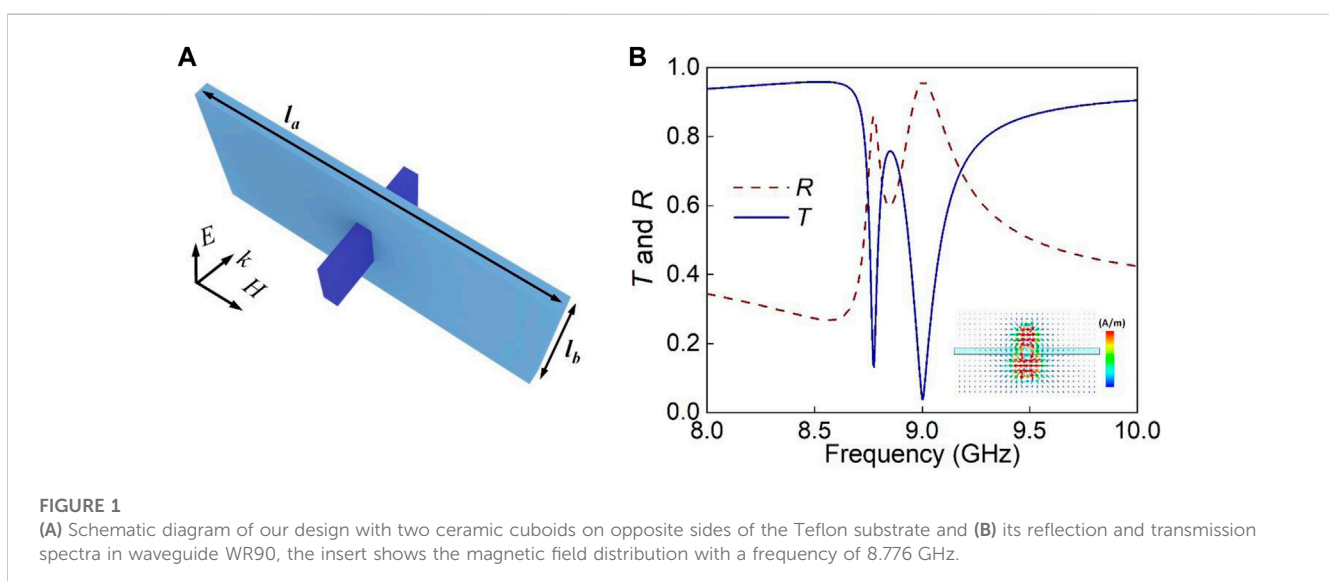 A
l_a
l_b
E
k
H
B
1.0
0.8
0.6
0.4
0.2
0.0
T and R
R
T
(A/m)
8.0 8.5 9.0 9.5 10.0
Frequency (GHz)
FIGURE 1
(A) Schematic diagram of our design with two ceramic cuboids on opposite sides of the Teflon substrate and (B) its reflection and transmission
spectra in waveguide WR90, the insert shows the magnetic field distribution with a frequency of 8.776 GHz.